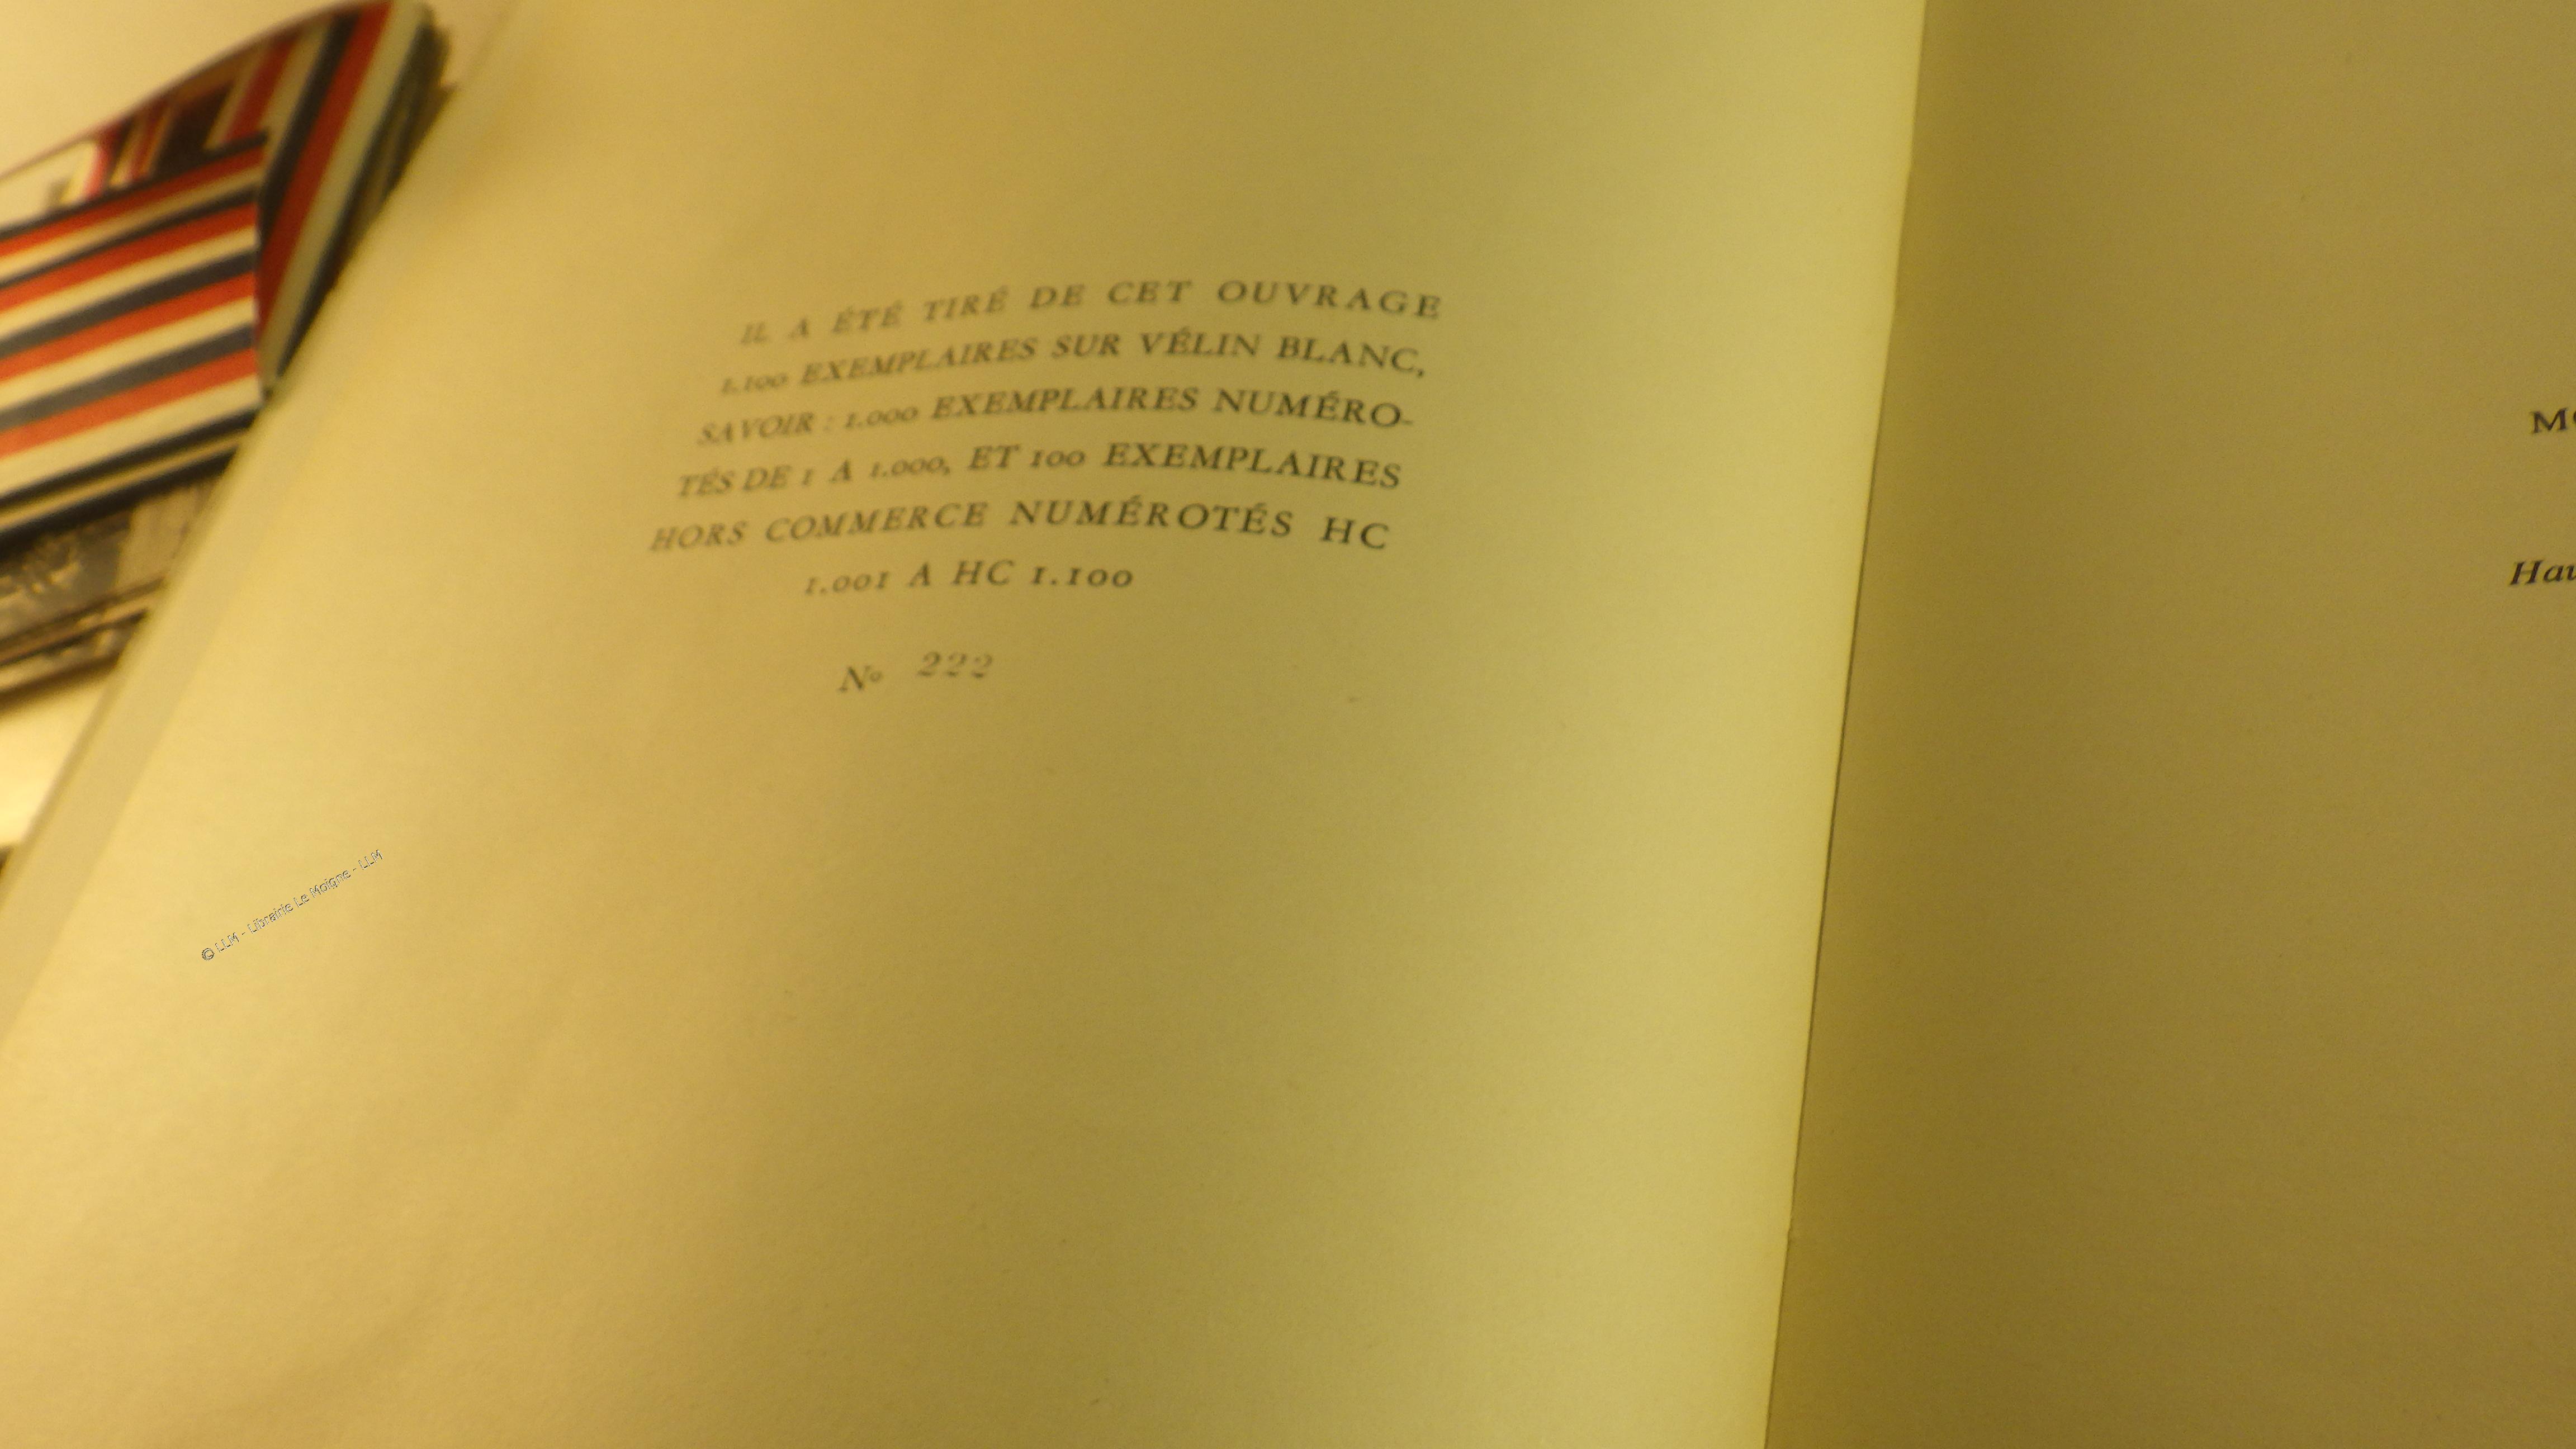 IL A ÉTÉ TIRÉ DE CET OUVRAGE
1.100 EXEMPLAIRES SUR VÉLIN BLANC,
SAVOIR : 1.000 EXEMPLAIRES NUMÉRO-
TÉS DE 1 A 1.000, ET 100 EXEMPLAIRES
HORS COMMERCE NUMÉROTÉS HC
1.001 A HC 1.100
Nº 222
© LLM - Librairie Le Moigne - LLM